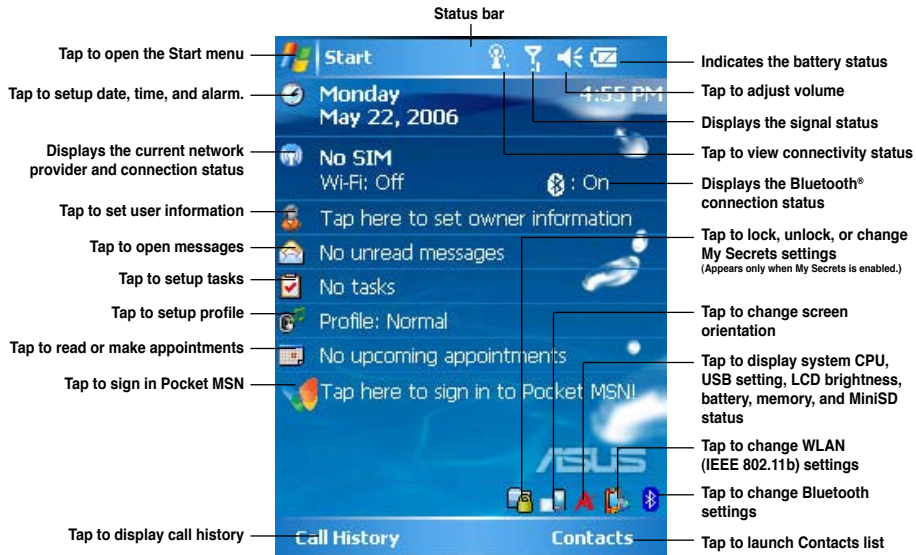 Status bar
Tap to open the Start menu
Tap to setup date, time, and alarm.
Displays the current network
provider and connection status
Tap to set user information
Tap to open messages
Tap to setup tasks
Tap to setup profile
Tap to read or make appointments
Tap to sign in Pocket MSN
Tap to display call history
Start
Monday
4:55 PM
May 22, 2006
No SIM
Wi-Fi: Off
: On
Tap here to set owner information
No unread messages
No tasks
Profile: Normal
No upcoming appointments
Tap here to sign in to Pocket MSN!
ASUS
Call History
Contacts
Indicates the battery status
Tap to adjust volume
Displays the signal status
Tap to view connectivity status
Displays the Bluetooth®
connection status
Tap to lock, unlock, or change
My Secrets settings
(Appears only when My Secrets is enabled.)
Tap to change screen
orientation
Tap to display system CPU,
USB setting, LCD brightness,
battery, memory, and MiniSD
status
Tap to change WLAN
(IEEE 802.11b) settings
Tap to change Bluetooth
settings
Tap to launch Contacts list